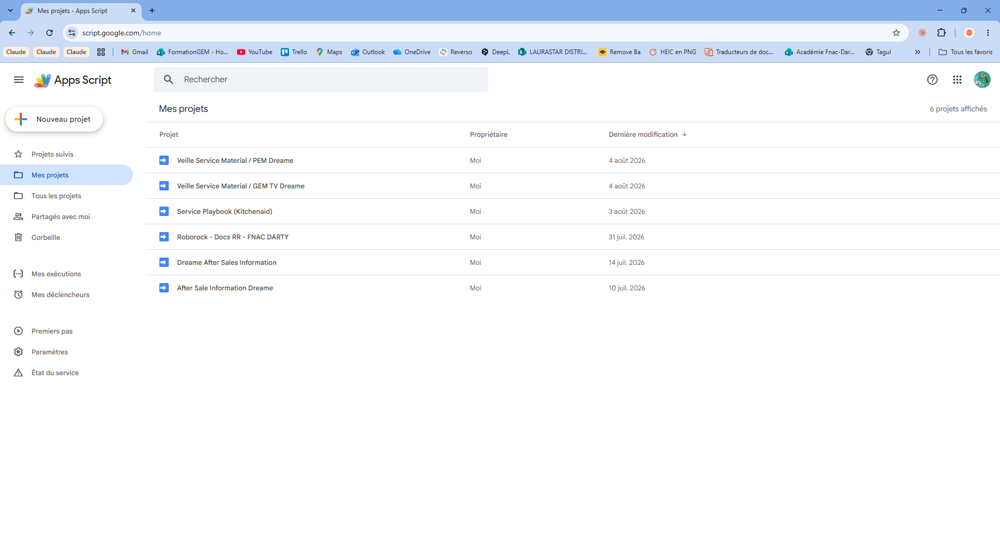 Mes projets - Apps Script
script.google.com/home
Claude Claude Claude Gmail FormationGEM - Ho... YouTube Trello Maps Outlook OneDrive Reverso DeepL LAURASTAR DISTRI... Remove Ba HEIC en PNG Traducteurs de doc... Académie Fnac-Dar... Tagul » Tous les favoris
Apps Script
Rechercher
Mes projets
6 projets affichés
Nouveau projet
Projet Propriétaire Dernière modification
Projets suivis
Mes projets
Tous les projets
Partagés avec moi
Corbeille
Mes exécutions
Mes déclencheurs
Premiers pas
Paramètres
État du service
Veille Service Material / PEM Dreame Moi 4 août 2026
Veille Service Material / GEM TV Dreame Moi 4 août 2026
Service Playbook (Kitchenaid) Moi 3 août 2026
Roborock - Docs RR - FNAC DARTY Moi 31 juil. 2026
Dreame After Sales Information Moi 14 juil. 2026
After Sale Information Dreame Moi 10 juil. 2026